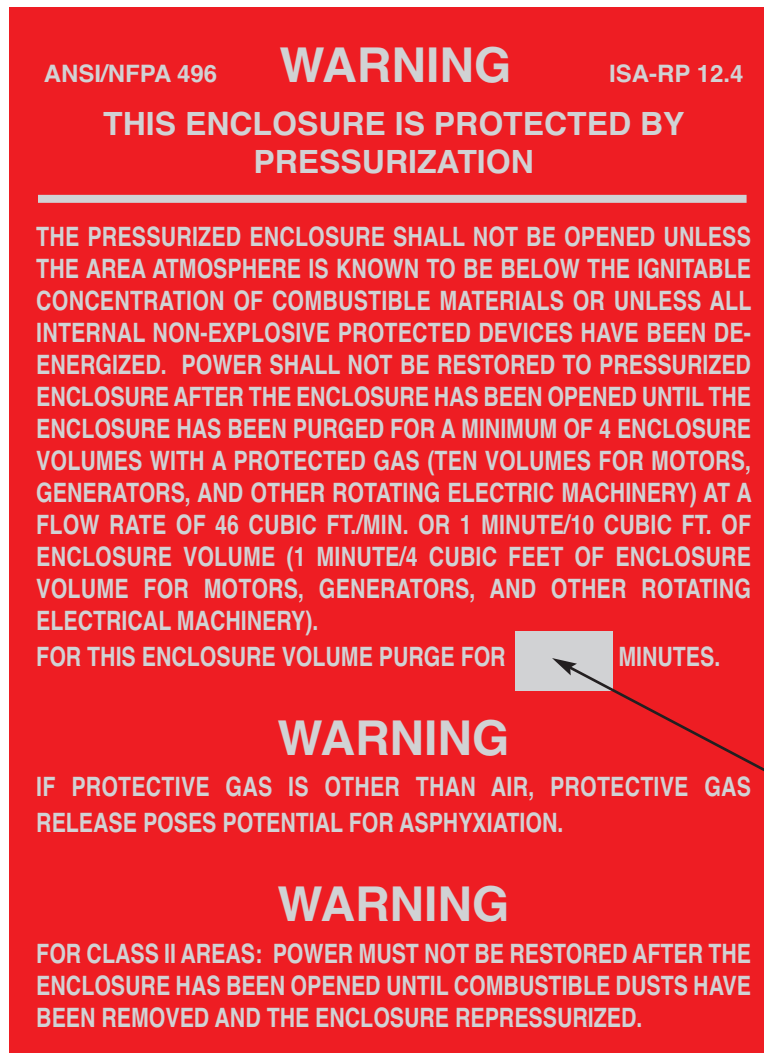 ANSI/NFPA 496 WARNING ISA-RP 12.4
THIS ENCLOSURE IS PROTECTED BY
PRESSURIZATION
THE PRESSURIZED ENCLOSURE SHALL NOT BE OPENED UNLESS
THE AREA ATMOSPHERE IS KNOWN TO BE BELOW THE IGNITABLE
CONCENTRATION OF COMBUSTIBLE MATERIALS OR UNLESS ALL
INTERNAL NON-EXPLOSIVE PROTECTED DEVICES HAVE BEEN DE-
ENERGIZED. POWER SHALL NOT BE RESTORED TO PRESSURIZED
ENCLOSURE AFTER THE ENCLOSURE HAS BEEN OPENED UNTIL THE
ENCLOSURE HAS BEEN PURGED FOR A MINIMUM OF 4 ENCLOSURE
VOLUMES WITH A PROTECTED GAS (TEN VOLUMES FOR MOTORS,
GENERATORS, AND OTHER ROTATING ELECTRIC MACHINERY) AT A
FLOW RATE OF 46 CUBIC FT./MIN. OR 1 MINUTE/10 CUBIC FT. OF
ENCLOSURE VOLUME (1 MINUTE/4 CUBIC FEET OF ENCLOSURE
VOLUME FOR MOTORS, GENERATORS, AND OTHER ROTATING
ELECTRICAL MACHINERY).
FOR THIS ENCLOSURE VOLUME PURGE FOR MINUTES.
WARNING
IF PROTECTIVE GAS IS OTHER THAN AIR, PROTECTIVE GAS
RELEASE POSES POTENTIAL FOR ASPHYXIATION.
WARNING
FOR CLASS II AREAS: POWER MUST NOT BE RESTORED AFTER THE
ENCLOSURE HAS BEEN OPENED UNTIL COMBUSTIBLE DUSTS HAVE
BEEN REMOVED AND THE ENCLOSURE REPRESSURIZED.